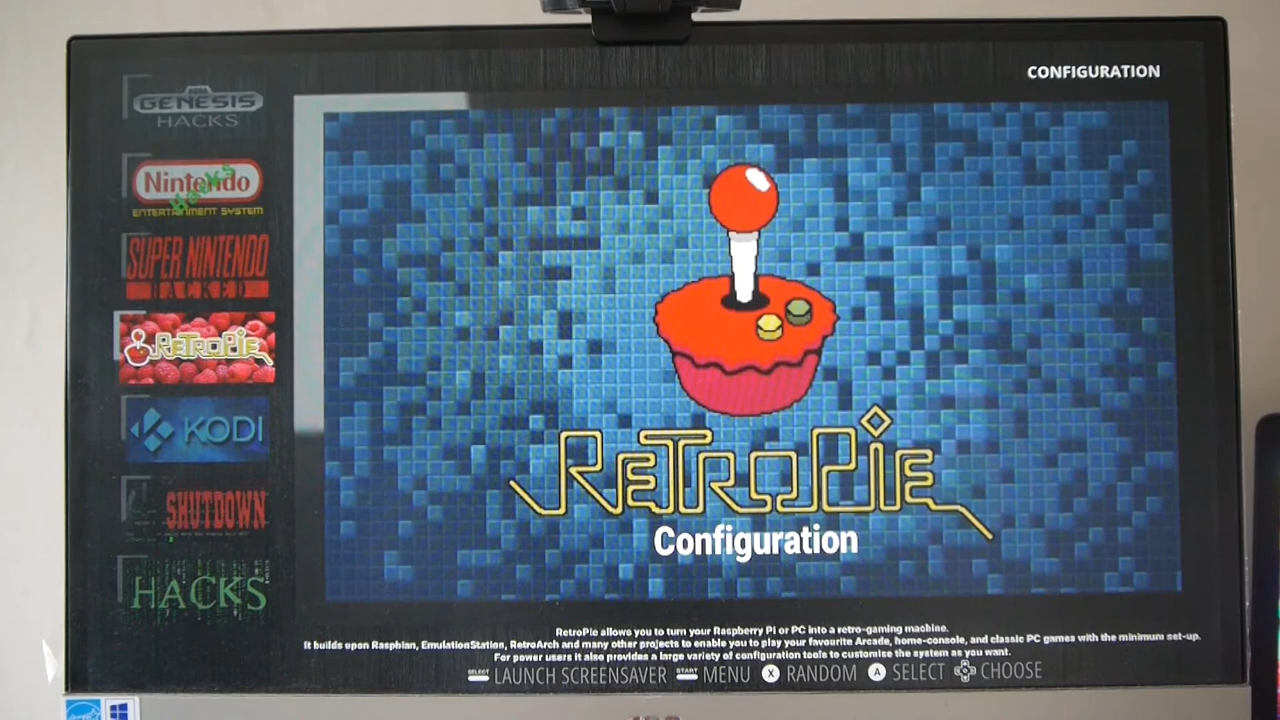 CONFIGURATION
SEGA
GENESIS
HACKS
Nintendo
Hacks
ENTERTAINMENT SYSTEM
SUPER NINTENDO
HACKED
RETROPIE
KODI
SHUTDOWN
HACKS
RETROPIE
Configuration
RetroPie allows you to turn your Raspberry Pi or PC into a retro-gaming machine.
It builds upon Raspbian, EmulationStation, RetroArch and many other projects to enable you to play your favourite Arcade, home-console, and classic PC games with the minimum set-up.
For power users it also provides a large variety of configuration tools to customise the system as you want.
SELECT LAUNCH SCREENSAVER START MENU X RANDOM A SELECT CHOOSE